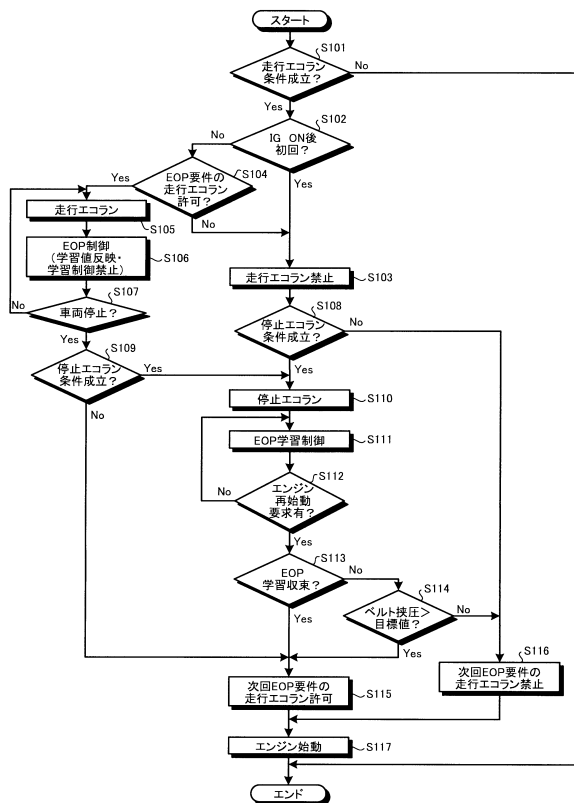 スタート
S101
走行エコラン
条件成立？
No
Yes
S102
IG ON後
初回？
No
Yes
S104
EOP要件の
走行エコラン
許可？
Yes
No
走行エコラン
S105
EOP制御
（学習値反映・
学習制御禁止）
S106
S107
車両停止？
No
Yes
走行エコラン禁止
S103
S108
停止エコラン
条件成立？
No
Yes
S109
停止エコラン
条件成立？
Yes
No
停止エコラン
S110
EOP学習制御
S111
S112
エンジン
再始動
要求有？
No
Yes
S113
EOP
学習収束？
No
Yes
S114
ベルト挟圧＞
目標値？
No
Yes
次回EOP要件の
走行エコラン許可
S115
S116
次回EOP要件の
走行エコラン禁止
エンジン始動
S117
エンド